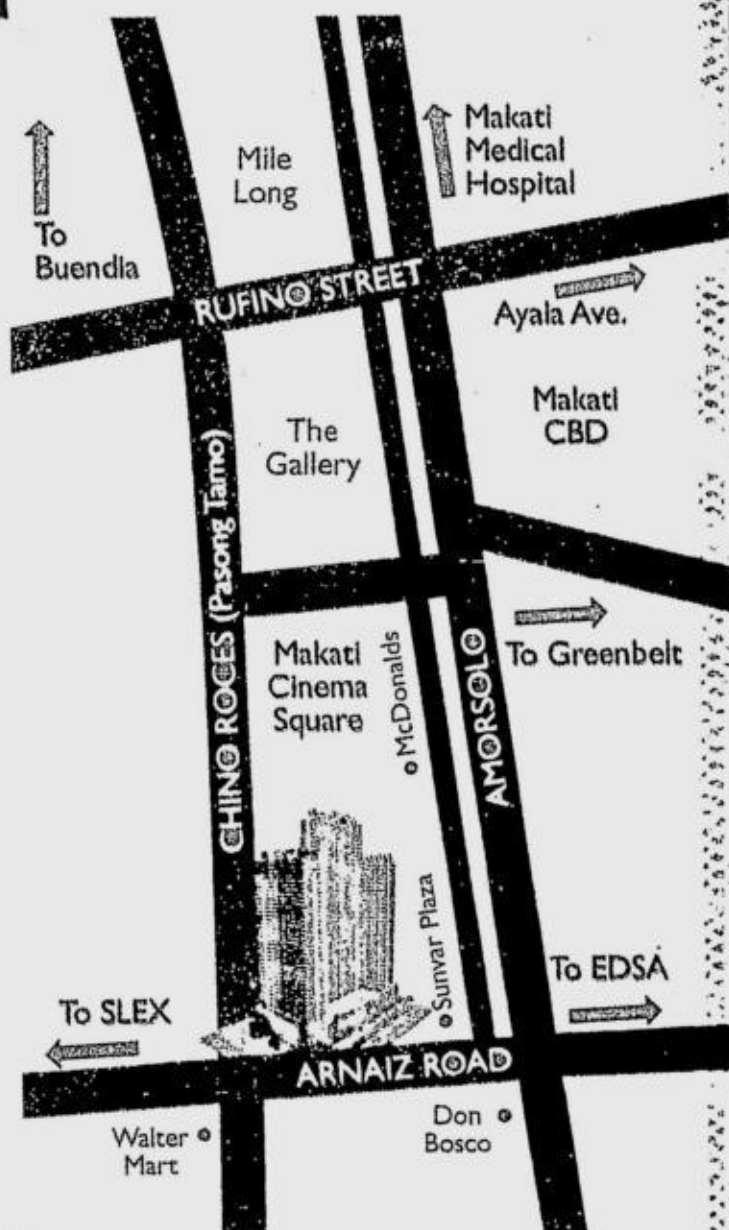 Makati
Medical
Hospital
Mile
Long
To
Buendia
RUFINO STREET
Ayala Ave.
Makati
CBD
The
Gallery
CHINO ROCES (Pasong Tamo)
To Greenbelt
Makati
Cinema
Square
McDonalds
AMORSOLO
Sunvar Plaza
To EDSA
To SLEX
ARNAIZ ROAD
Walter
Mart
Don
Bosco